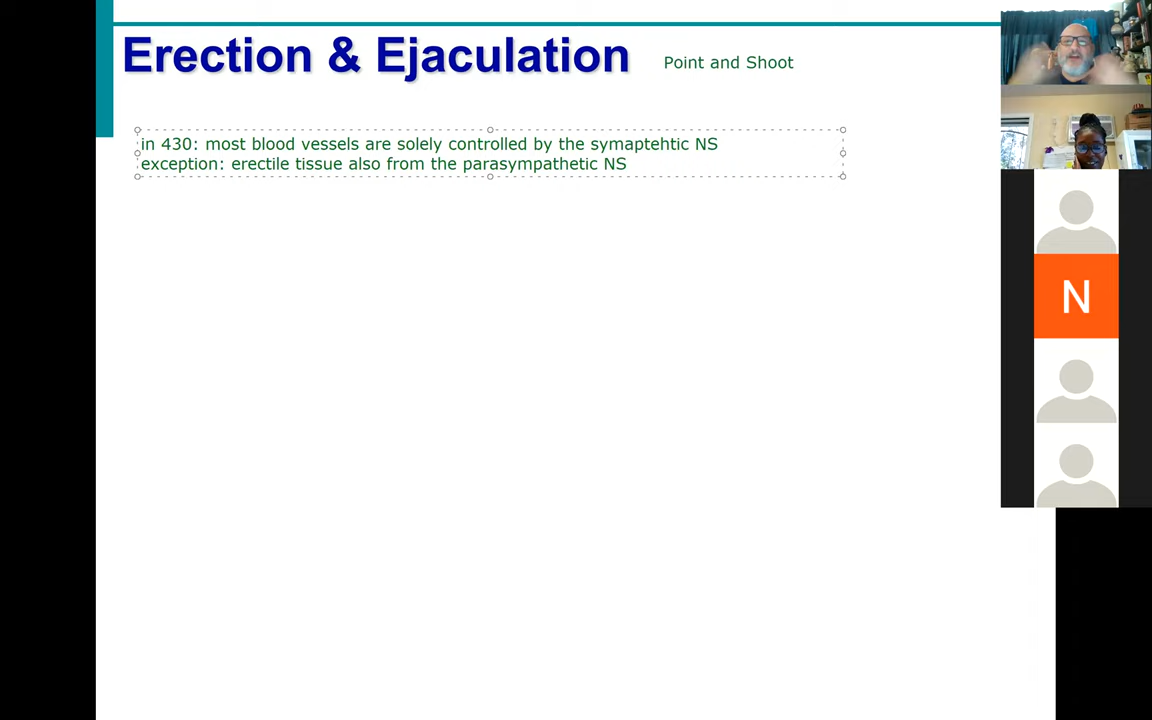 Erection & Ejaculation
Point and Shoot
in 430: most blood vessels are solely controlled by the symaptehtic NS
exception: erectile tissue also from the parasympathetic NS
N